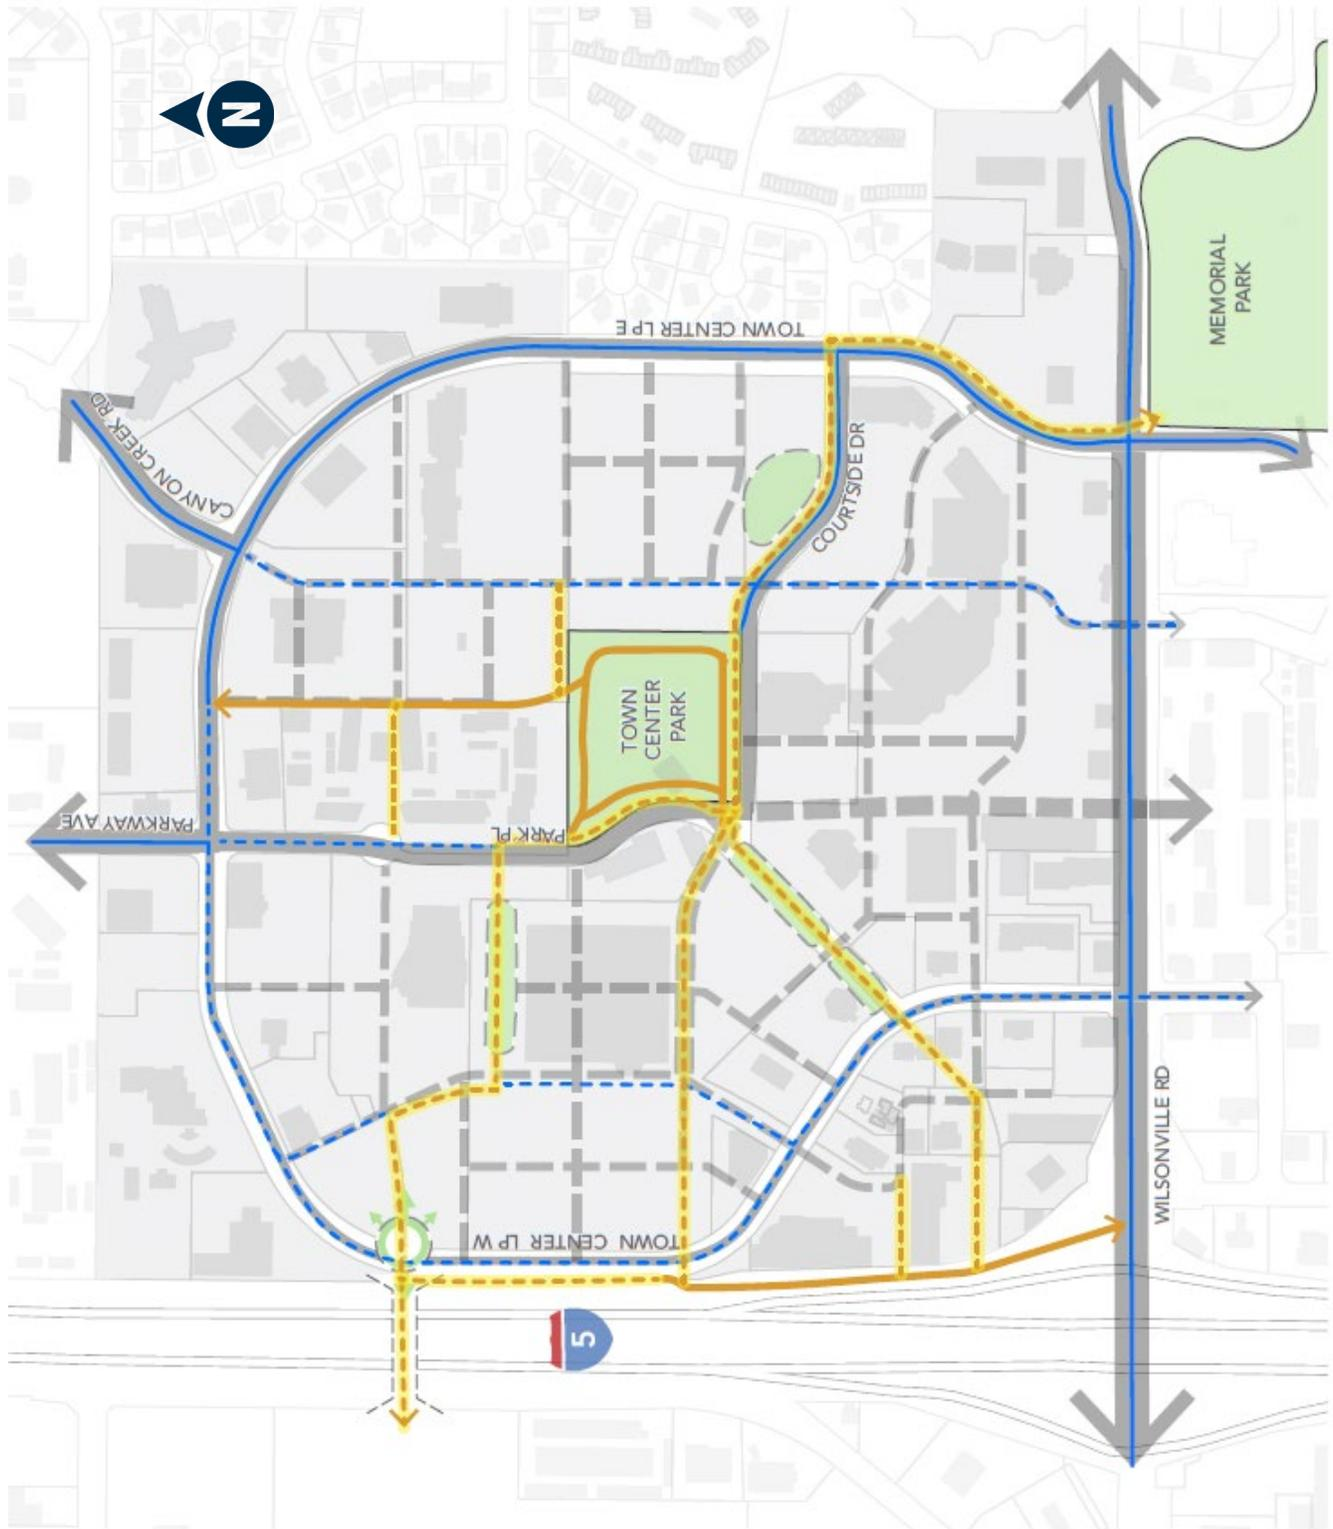 N
MEMORIAL
PARK
TOWN CENTER LP E
CANYON CREEK RD
COURTSIDE DR
TOWN
CENTER
PARK
PARKWAY AVE
PARK PL
WILSONVILLE RD
TOWN CENTER LP W
5